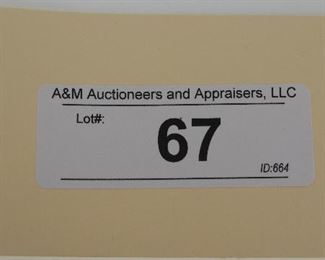 A&M Auctioneers and Appraisers, LLC
Lot#:
67
ID:664